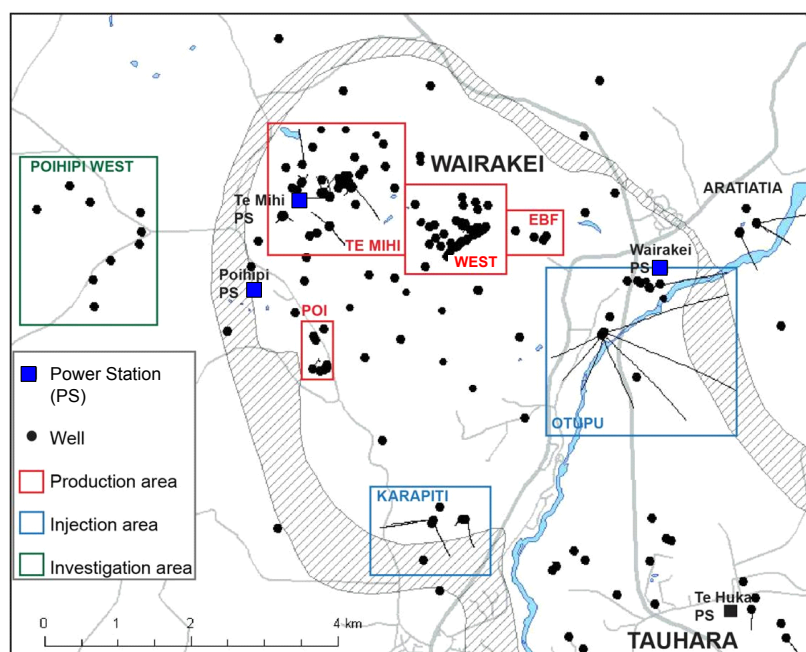 POIHIPI WEST
WAIRAKEI
ARATIATIA
Te Mihi
PS
TE MIHI
EBF
WEST
Wairakei
PS
Poihipi
PS
POI
OTUPU
KARAPITI
Power Station
(PS)
Well
Production area
Injection area
Investigation area
Te Huka
PS
TAUHARA
0
2
4 km